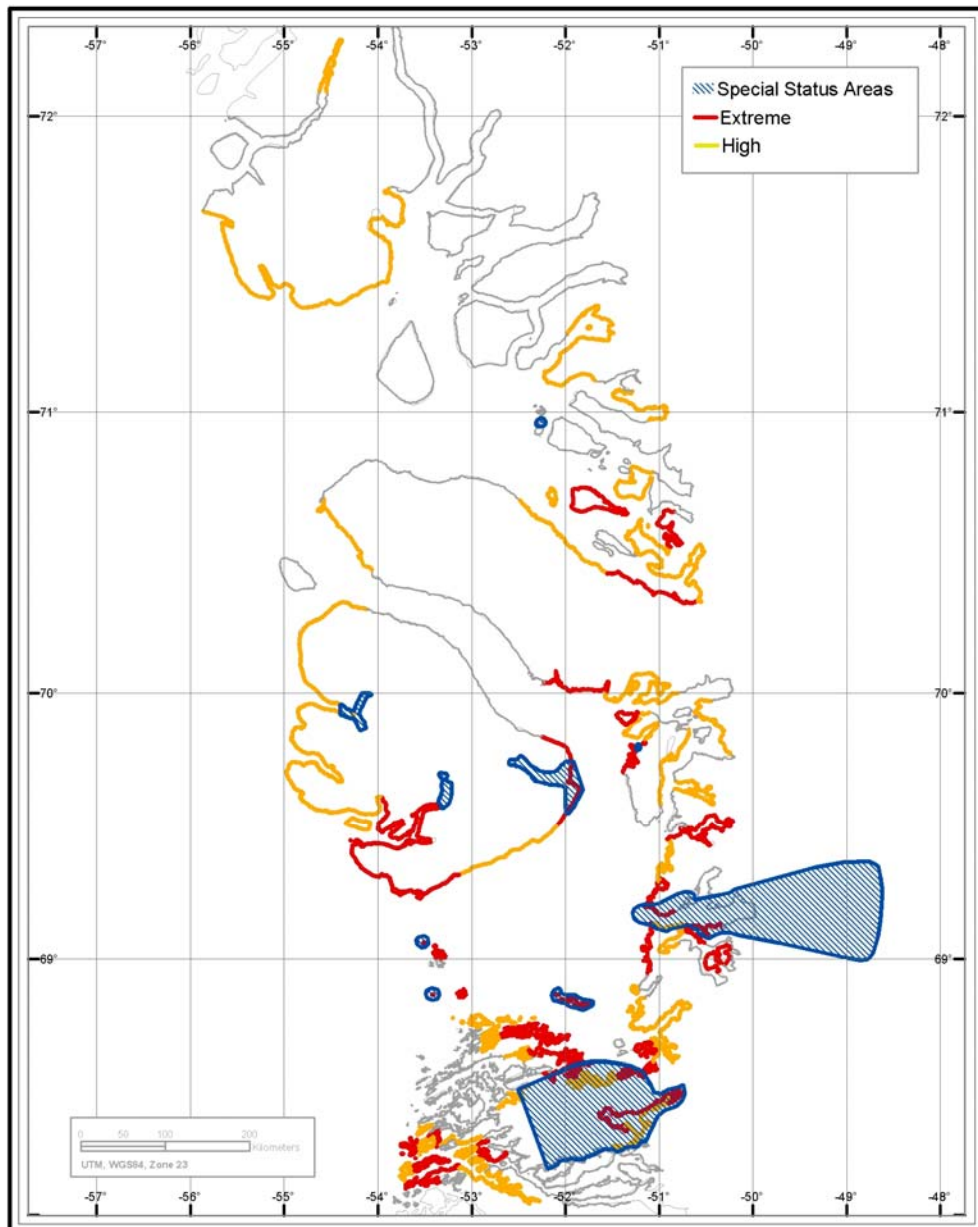 -57° -56° -55° -54° -53° -52° -51° -50° -49° -48°
Special Status Areas
Extreme
High
72° 72°
71° 71°
70° 70°
69° 69°
0 50 100 200
Kilometers
UTM, WGS84, Zone 23
-57° -56° -55° -54° -53° -52° -51° -50° -49° -48°